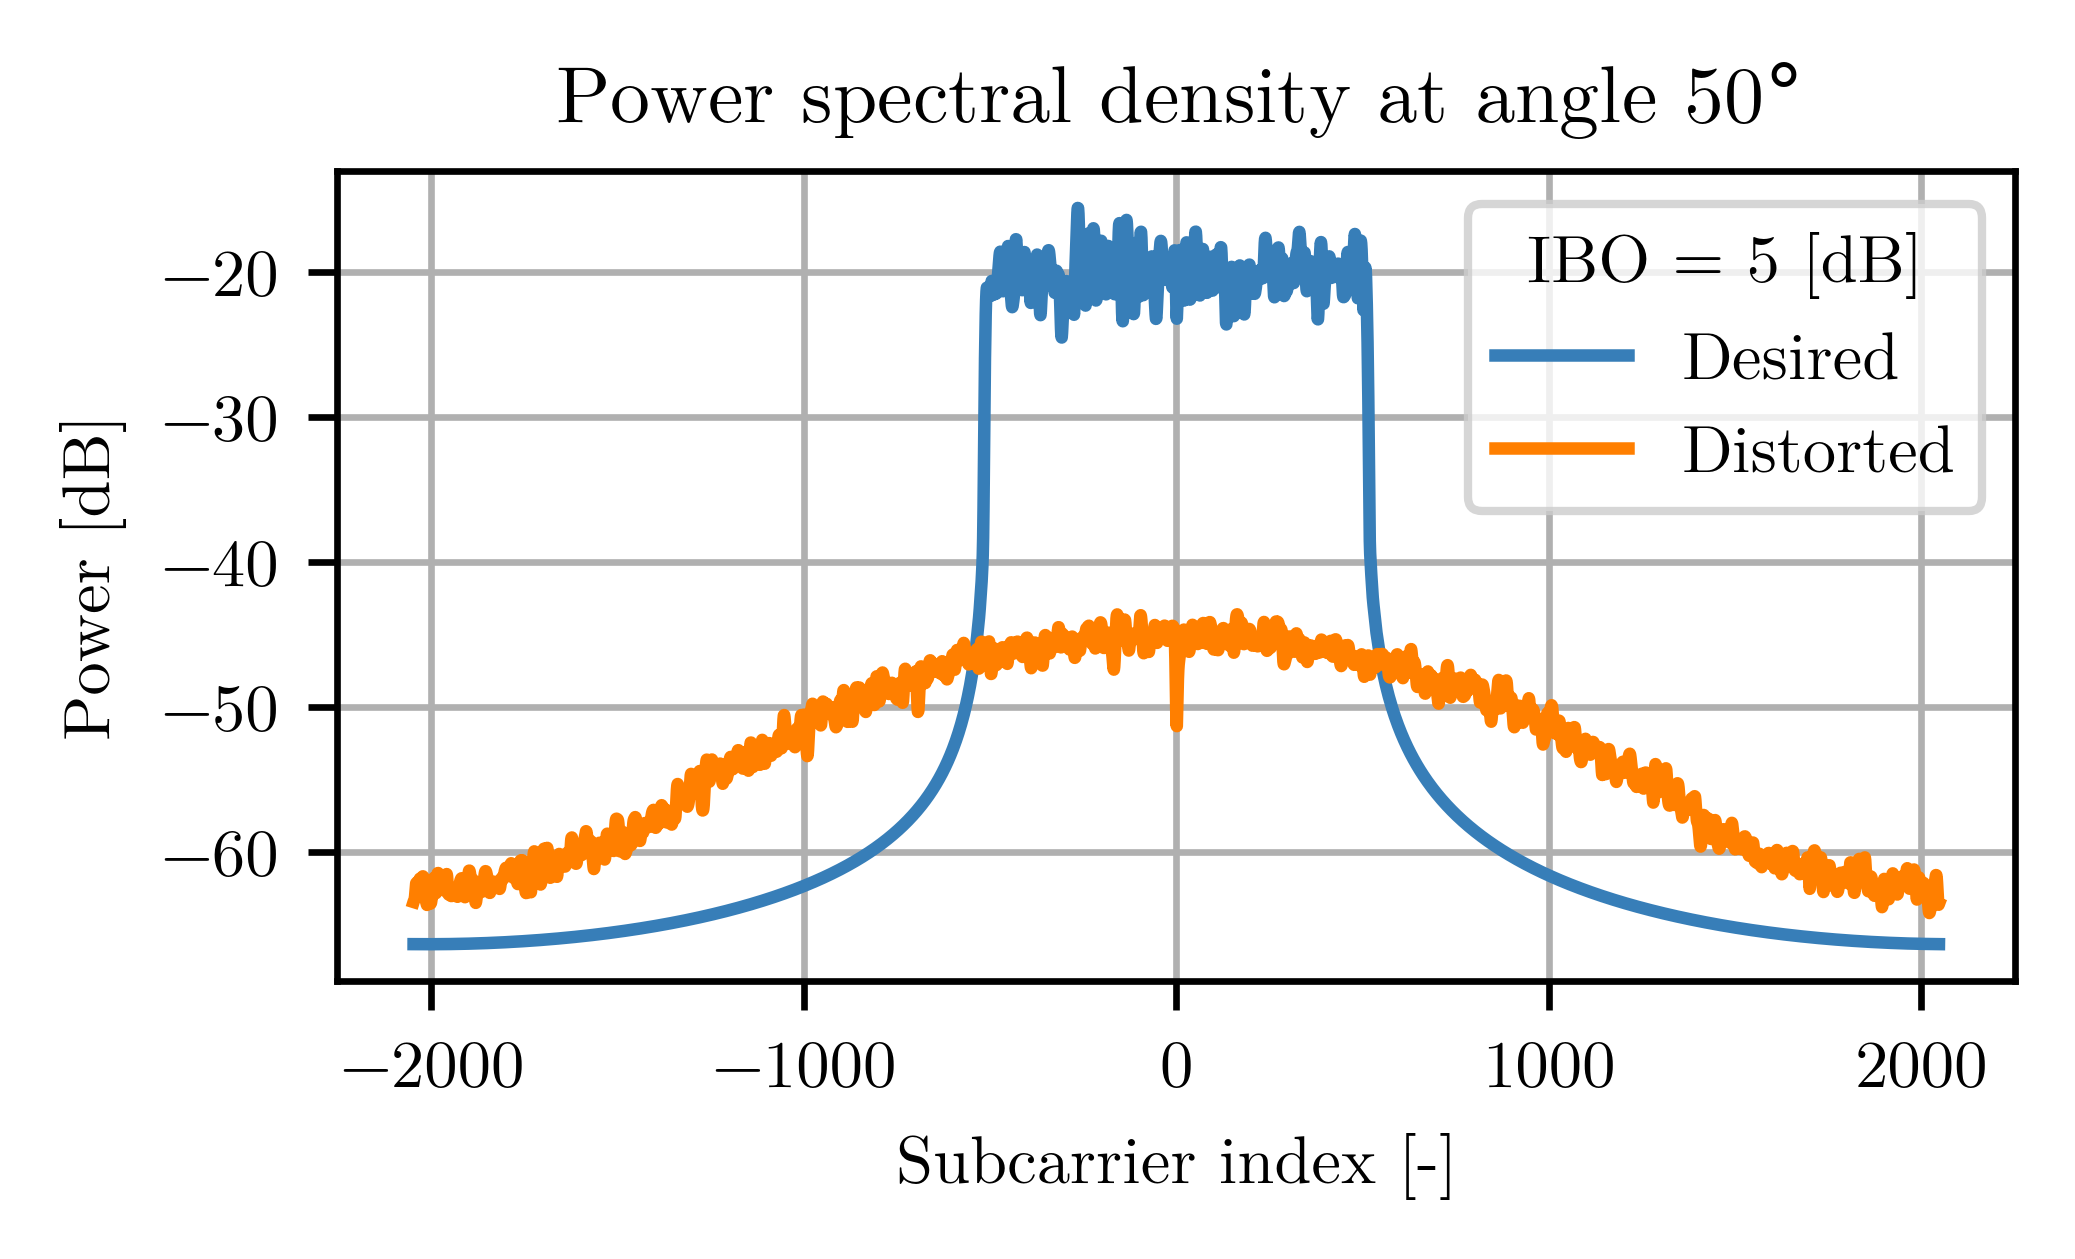 Power spectral density at angle 50°
IBO = 5 [dB]
Desired
Distorted
Power [dB]
−20
−30
−40
−50
−60
−2000
−1000
0
1000
2000
Subcarrier index [-]